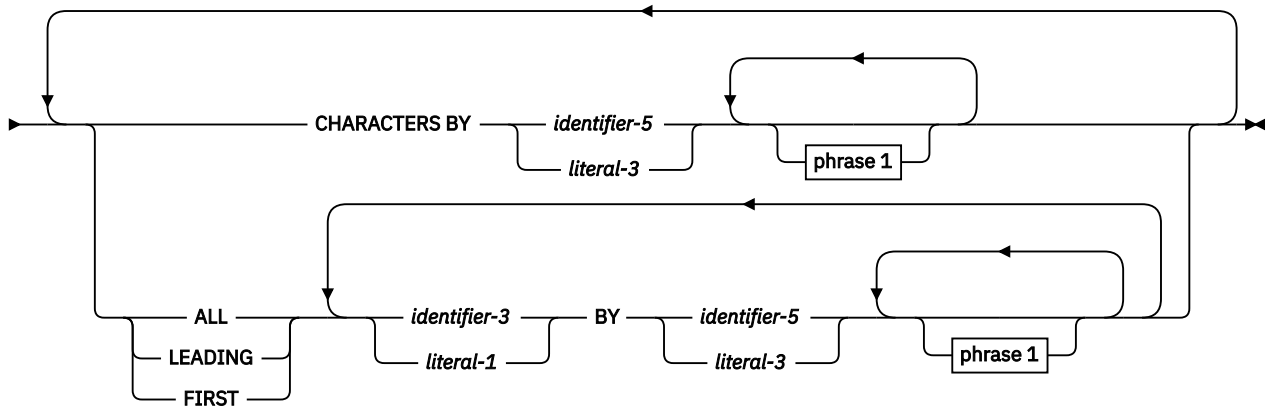 CHARACTERS BY identifier-5
literal-3
phrase 1
ALL identifier-3 BY identifier-5
LEADING literal-1 literal-3 phrase 1
FIRST